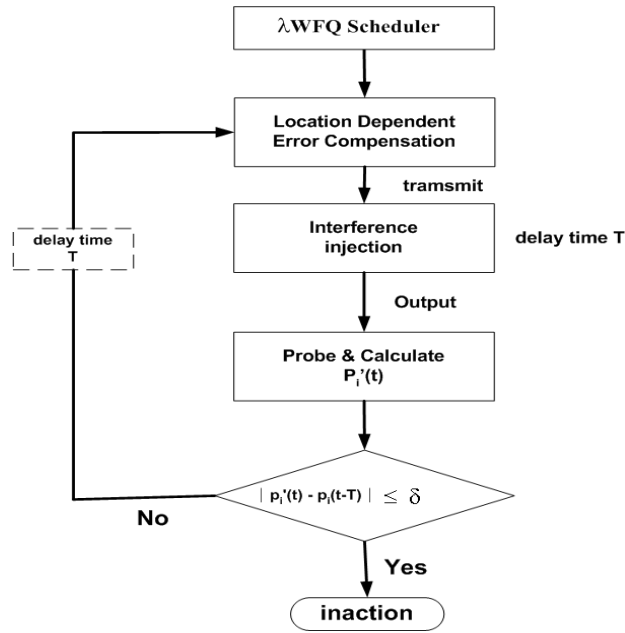 λWFQ Scheduler
Location Dependent
Error Compensation
tramsmit
Interference
injection
delay time T
delay time
T
Output
Probe & Calculate
Pi'(t)
| pi'(t) - pi(t-T) | ≤ δ
No
Yes
inaction